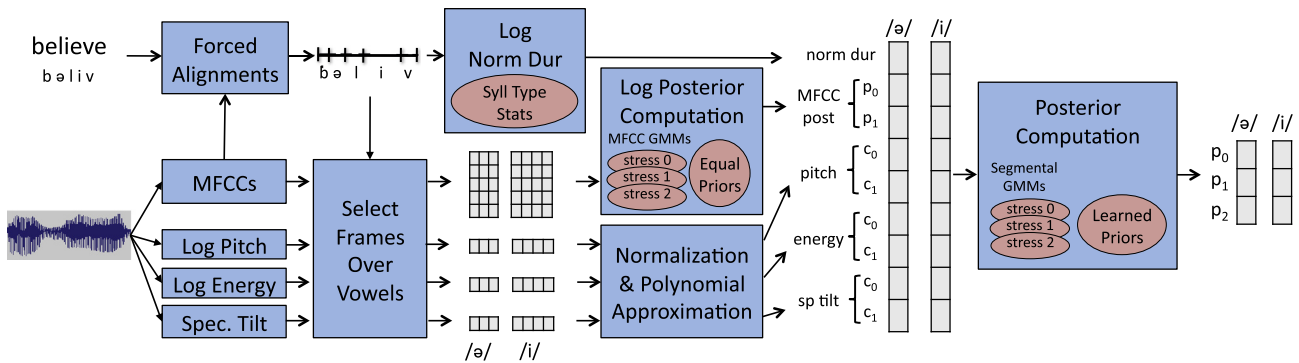 believe
b ə l i v
Forced
Alignments
b ə l i v
Log
Norm Dur
Syll Type
Stats
Log Posterior
Computation
MFCC GMMs
stress 0
stress 1
stress 2
Equal
Priors
norm dur
MFCC
post
p0
p1
pitch
c0
c1
energy
c0
c1
sp tilt
c0
c1
/ə/ /i/
Posterior
Computation
Segmental
GMMs
stress 0
stress 1
stress 2
Learned
Priors
/ə/ /i/
p0
p1
p2
MFCCs
Log Pitch
Log Energy
Spec. Tilt
Select
Frames
Over
Vowels
/ə/ /i/
Normalization
& Polynomial
Approximation